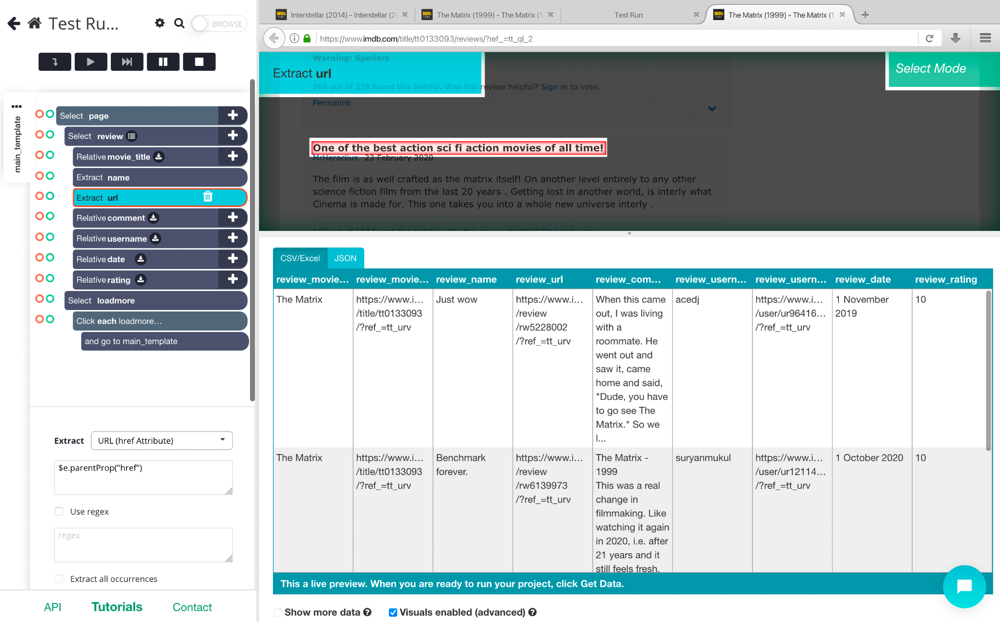 Test Ru...
BROWSE
main_template
Select page
Select review
Relative movie_title
Extract name
Extract url
Relative comment
Relative username
Relative date
Relative rating
Select loadmore
Click each loadmore...
and go to main_template
Extract
URL (href Attribute)
$e.parentProp("href")
Use regex
regex
Extract all occurrences
API
Tutorials
Contact
Interstellar (2014) - Interstellar (2
The Matrix (1999) - The Matrix (1
Test Run
The Matrix (1999) - The Matrix (1
https://www.imdb.com/title/tt0133093/reviews/?ref_=tt_ql_2
Warning: Spoilers
Extract url
Select Mode
268 out of 328 found this helpful. Was this review helpful? Sign in to vote.
Permalink
One of the best action sci fi action movies of all time!
MrHeraclius 23 February 2020
The film is as well crafted as the matrix itself! On another level entirely to any other
science fiction film from the last 20 years . Getting lost in another world, is interly what
Cinema is made for. This one takes you into a whole new universe interly .
115 out of 143 found this helpful. Was this review helpful? Sign in to vote.
CSV/Excel
JSON
review_movie... review_movie... review_name review_url review_com... review_usern... review_usern... review_date review_rating
The Matrix
https://www.i...
/title/tt0133093
/?ref_=tt_urv
Just wow
https://www.i...
/review
/rw5228002
/?ref_=tt_urv
When this came
out, I was living
with a
roommate. He
went out and
saw it, came
home and said,
"Dude, you have
to go see The
Matrix." So we
l...
acedj
https://www.i...
/user/ur96416...
/?ref_=tt_urv
1 November
2019
10
The Matrix
https://www.i...
/title/tt0133093
/?ref_=tt_urv
Benchmark
forever.
https://www.i...
/review
/rw6139973
/?ref_=tt_urv
The Matrix -
1999
This was a real
change in
filmmaking. Like
watching it again
in 2020, i.e. after
21 years and it
still feels fresh.
suryanmukul
https://www.i...
/user/ur12114...
/?ref_=tt_urv
1 October 2020
10
This a live preview. When you are ready to run your project, click Get Data.
Show more data
Visuals enabled (advanced)